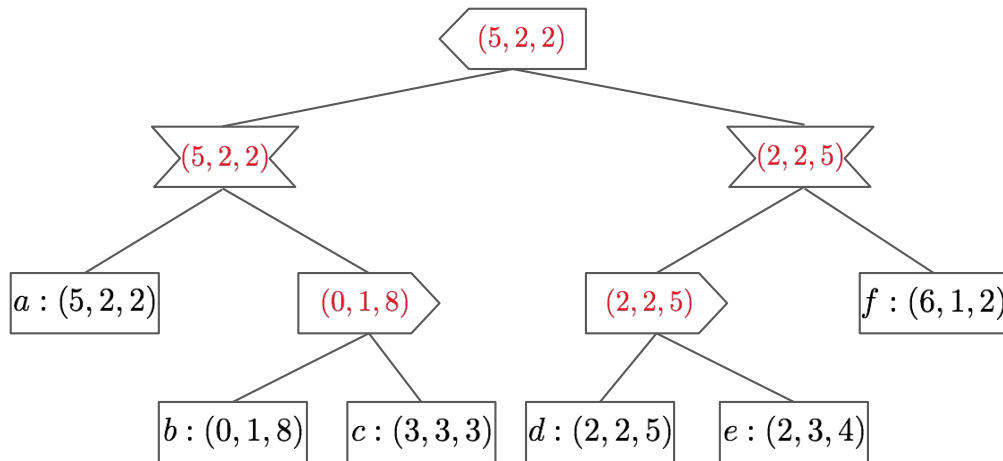 (5, 2, 2)
(5, 2, 2)
(2, 2, 5)
a : (5, 2, 2)
(0, 1, 8)
(2, 2, 5)
f : (6, 1, 2)
b : (0, 1, 8)
c : (3, 3, 3)
d : (2, 2, 5)
e : (2, 3, 4)